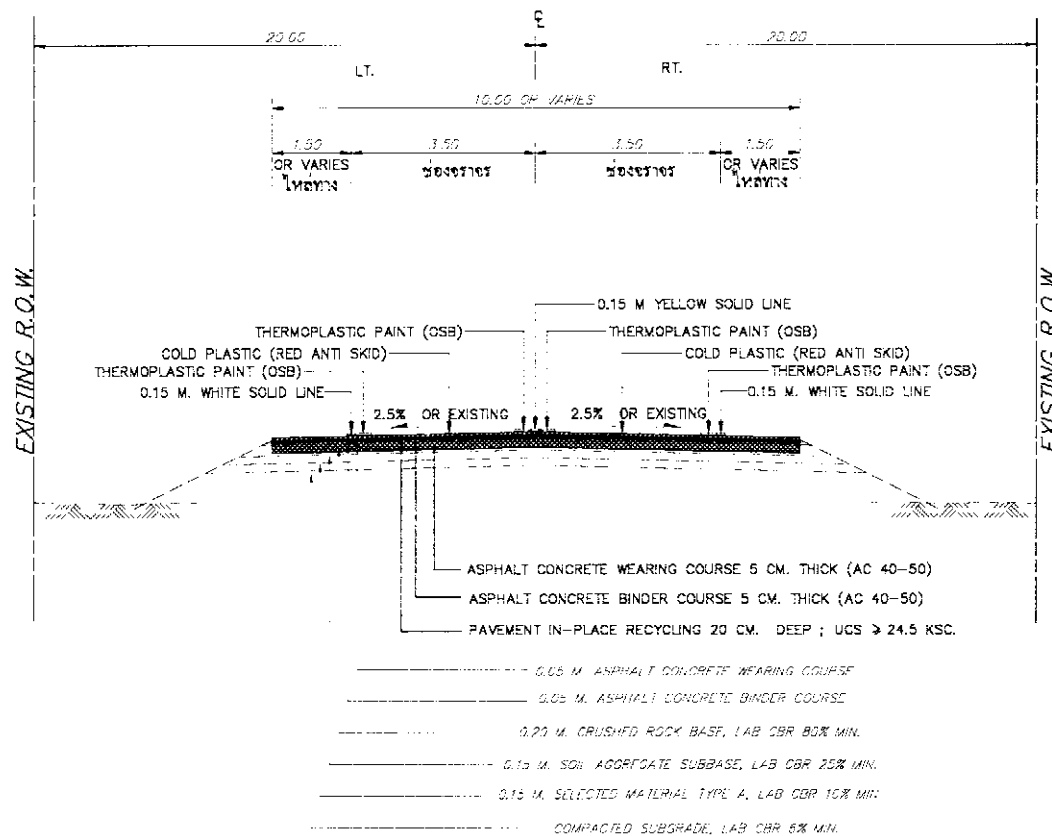 ℄
20.00 20.00
LT. RT.
10.00 OR VARIES
1.50 3.50 3.50 1.50
OR VARIES ช่องจราจร ช่องจราจร OR VARIES
ไหล่ทาง ไหล่ทาง
EXISTING R.O.W.
EXISTING R.O.W.
0.15 M YELLOW SOLID LINE
THERMOPLASTIC PAINT (OSB) THERMOPLASTIC PAINT (OSB)
COLD PLASTIC (RED ANTI SKID) COLD PLASTIC (RED ANTI SKID)
THERMOPLASTIC PAINT (OSB) THERMOPLASTIC PAINT (OSB)
0.15 M. WHITE SOLID LINE 0.15 M. WHITE SOLID LINE
2.5% OR EXISTING 2.5% OR EXISTING
ASPHALT CONCRETE WEARING COURSE 5 CM. THICK (AC 40-50)
ASPHALT CONCRETE BINDER COURSE 5 CM. THICK (AC 40-50)
PAVEMENT IN-PLACE RECYCLING 20 CM. DEEP ; UCS ≥ 24.5 KSC.
0.05 M. ASPHALT CONCRETE WEARING COURSE
0.05 M. ASPHALT CONCRETE BINDER COURSE
0.20 M. CRUSHED ROCK BASE, LAB CBR 80% MIN.
0.15 M. SOIL AGGREGATE SUBBASE, LAB CBR 25% MIN.
0.15 M. SELECTED MATERIAL TYPE A, LAB CBR 10% MIN
COMPACTED SUBGRADE, LAB CBR 6% MIN.